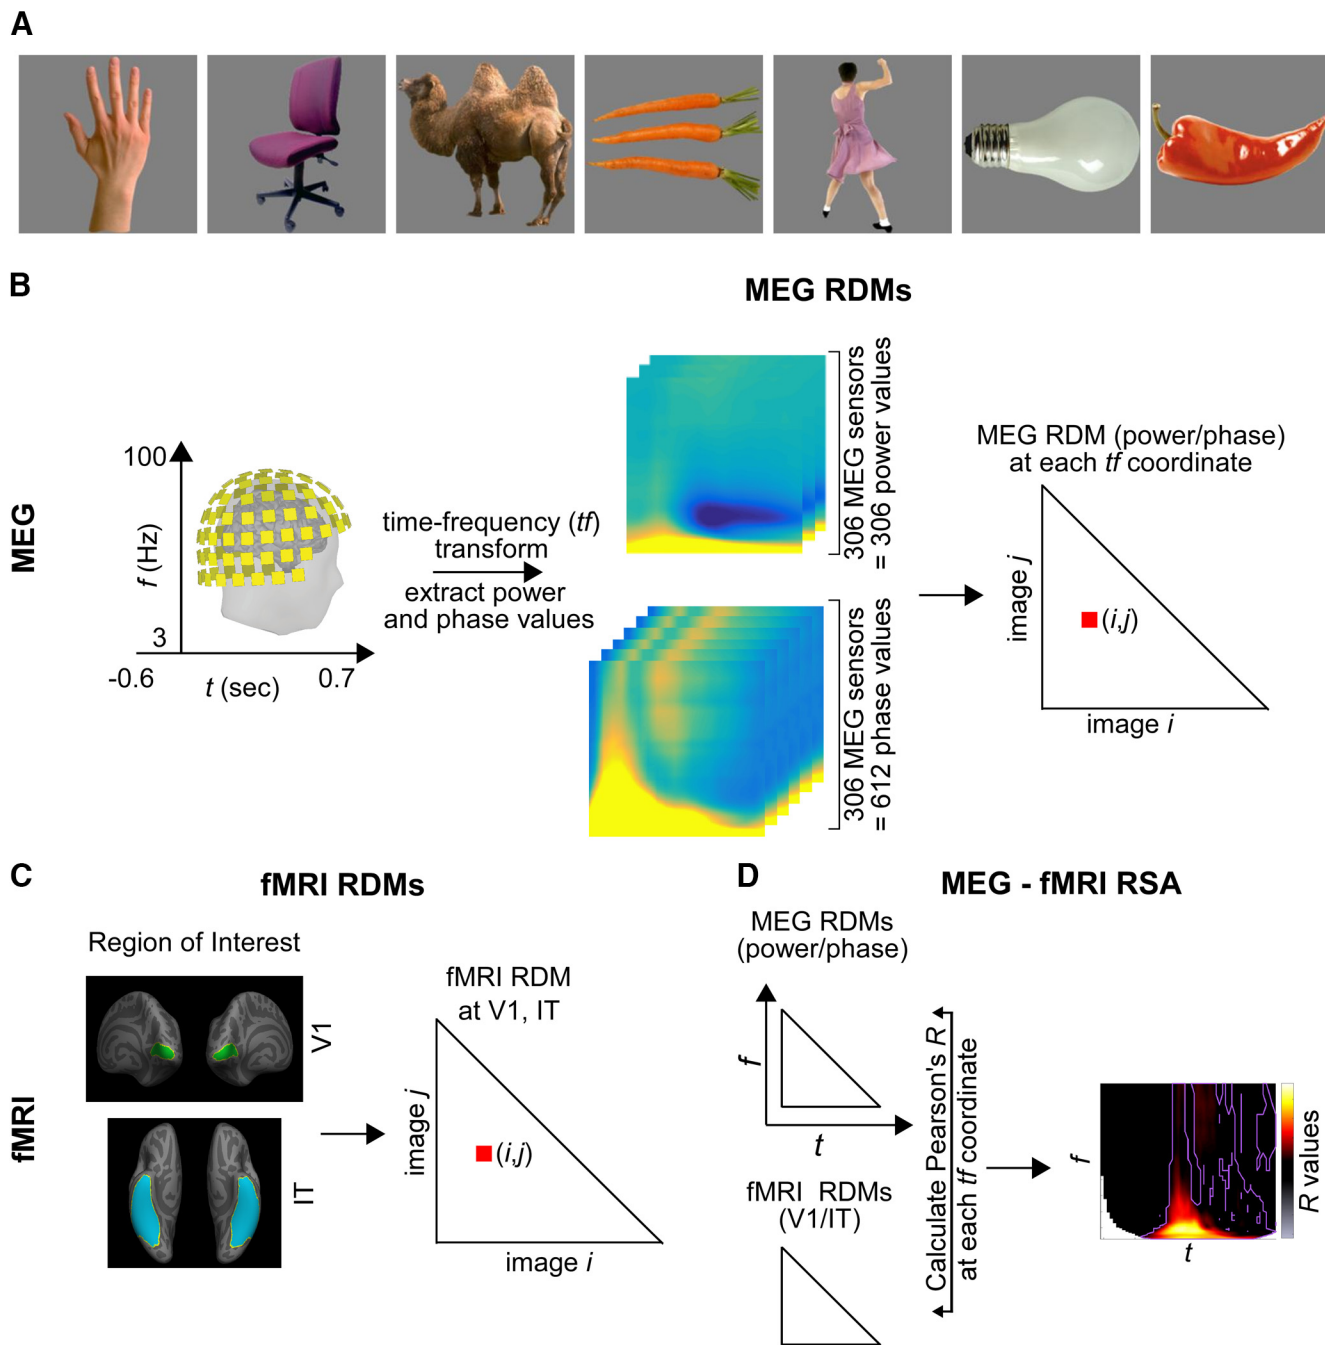 A
B
MEG RDMs
MEG
100
f (Hz)
3
-0.6
t (sec)
0.7
time-frequency (tf)
transform
extract power
and phase values
306 MEG sensors
= 306 power values
306 MEG sensors
= 612 phase values
MEG RDM (power/phase)
at each tf coordinate
image j
(i,j)
image i
C
fMRI RDMs
fMRI
Region of Interest
V1
IT
fMRI RDM
at V1, IT
image j
(i,j)
image i
D
MEG - fMRI RSA
MEG RDMs
(power/phase)
f
t
fMRI RDMs
(V1/IT)
Calculate Pearson's R
at each tf coordinate
f
t
R values